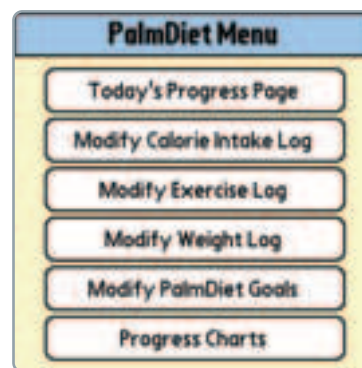 PalmDiet Menu
Today's Progress Page
Modify Calorie Intake Log
Modify Exercise Log
Modify Weight Log
Modify PalmDiet Goals
Progress Charts